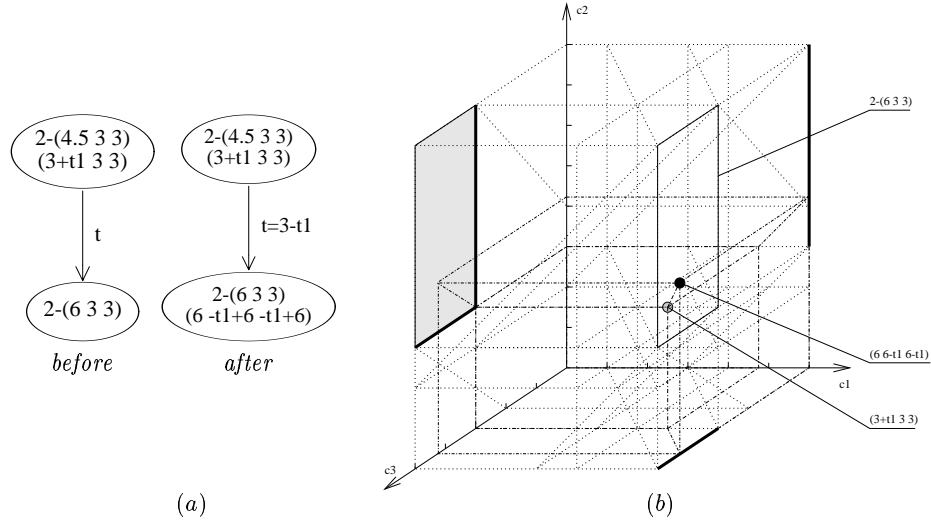 2-(4.5 3 3)
(3+t1 3 3)
t
2-(6 3 3)
before
2-(4.5 3 3)
(3+t1 3 3)
t=3-t1
2-(6 3 3)
(6 -t1+6 -t1+6)
after
(a)
c2
2-(6 3 3)
(6 6-t1 6-t1)
c1
(3+t1 3 3)
c3
(b)